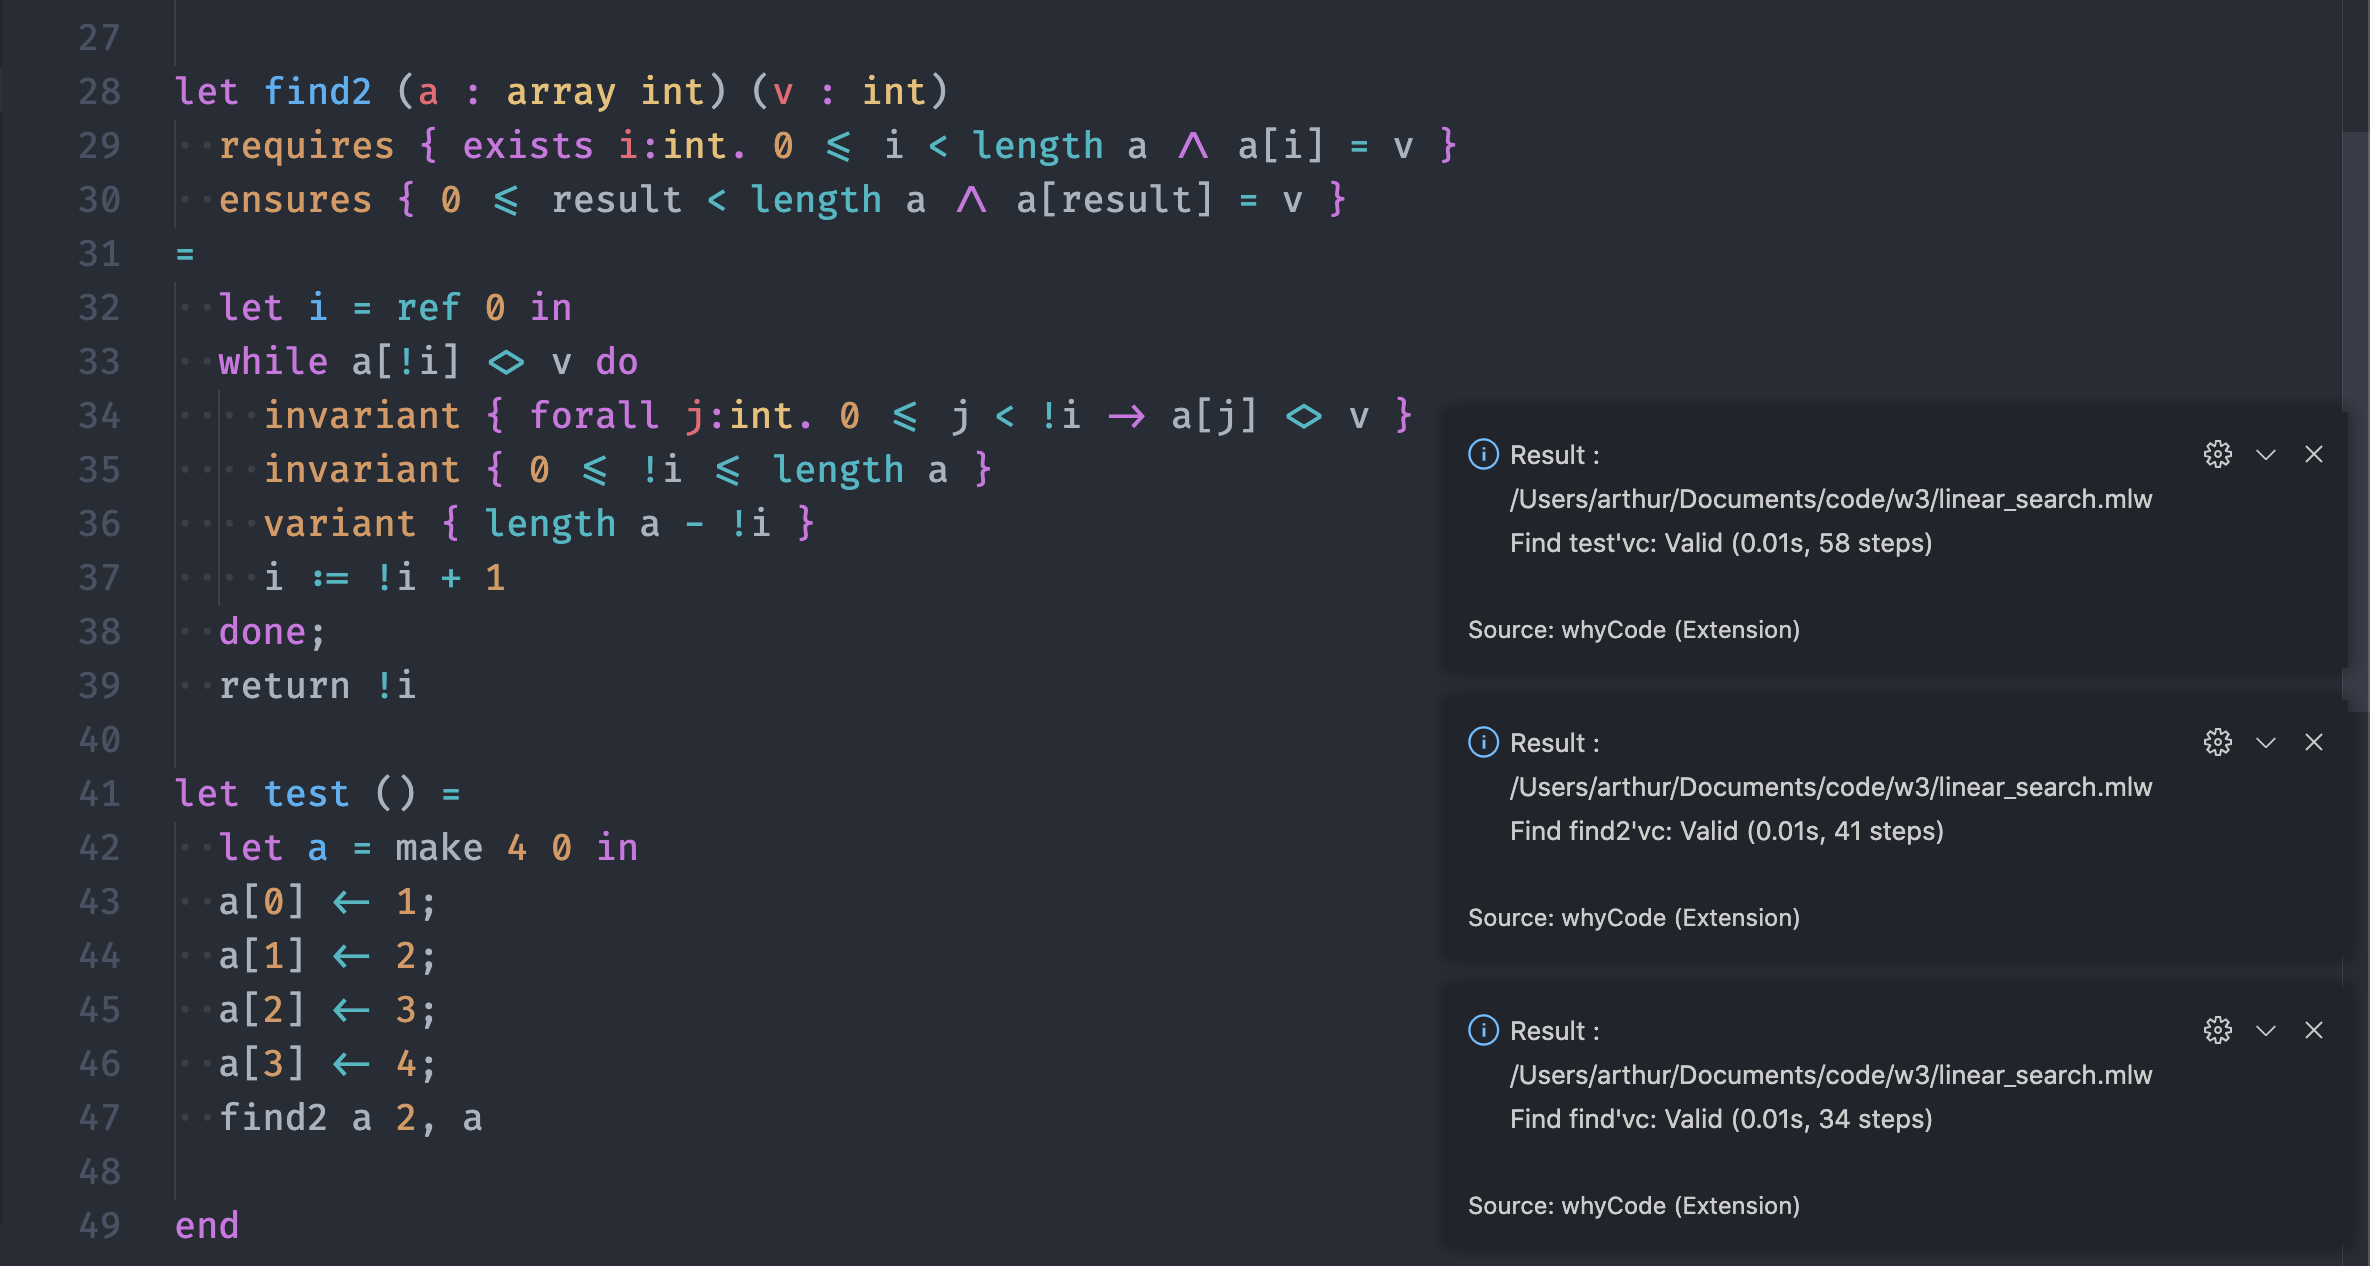 27
28 let find2 (a : array int) (v : int)
29 requires { exists i:int. 0 <= i < length a /\ a[i] = v }
30 ensures { 0 <= result < length a /\ a[result] = v }
31 =
32 let i = ref 0 in
33 while a[!i] <> v do
34 invariant { forall j:int. 0 <= j < !i -> a[j] <> v }
35 invariant { 0 <= !i <= length a }
36 variant { length a - !i }
37 i := !i + 1
38 done;
39 return !i
40
41 let test () =
42 let a = make 4 0 in
43 a[0] <- 1;
44 a[1] <- 2;
45 a[2] <- 3;
46 a[3] <- 4;
47 find2 a 2, a
48
49 end
Result :
/Users/arthur/Documents/code/w3/linear_search.mlw
Find test'vc: Valid (0.01s, 58 steps)
Source: whyCode (Extension)
Result :
/Users/arthur/Documents/code/w3/linear_search.mlw
Find find2'vc: Valid (0.01s, 41 steps)
Source: whyCode (Extension)
Result :
/Users/arthur/Documents/code/w3/linear_search.mlw
Find find'vc: Valid (0.01s, 34 steps)
Source: whyCode (Extension)